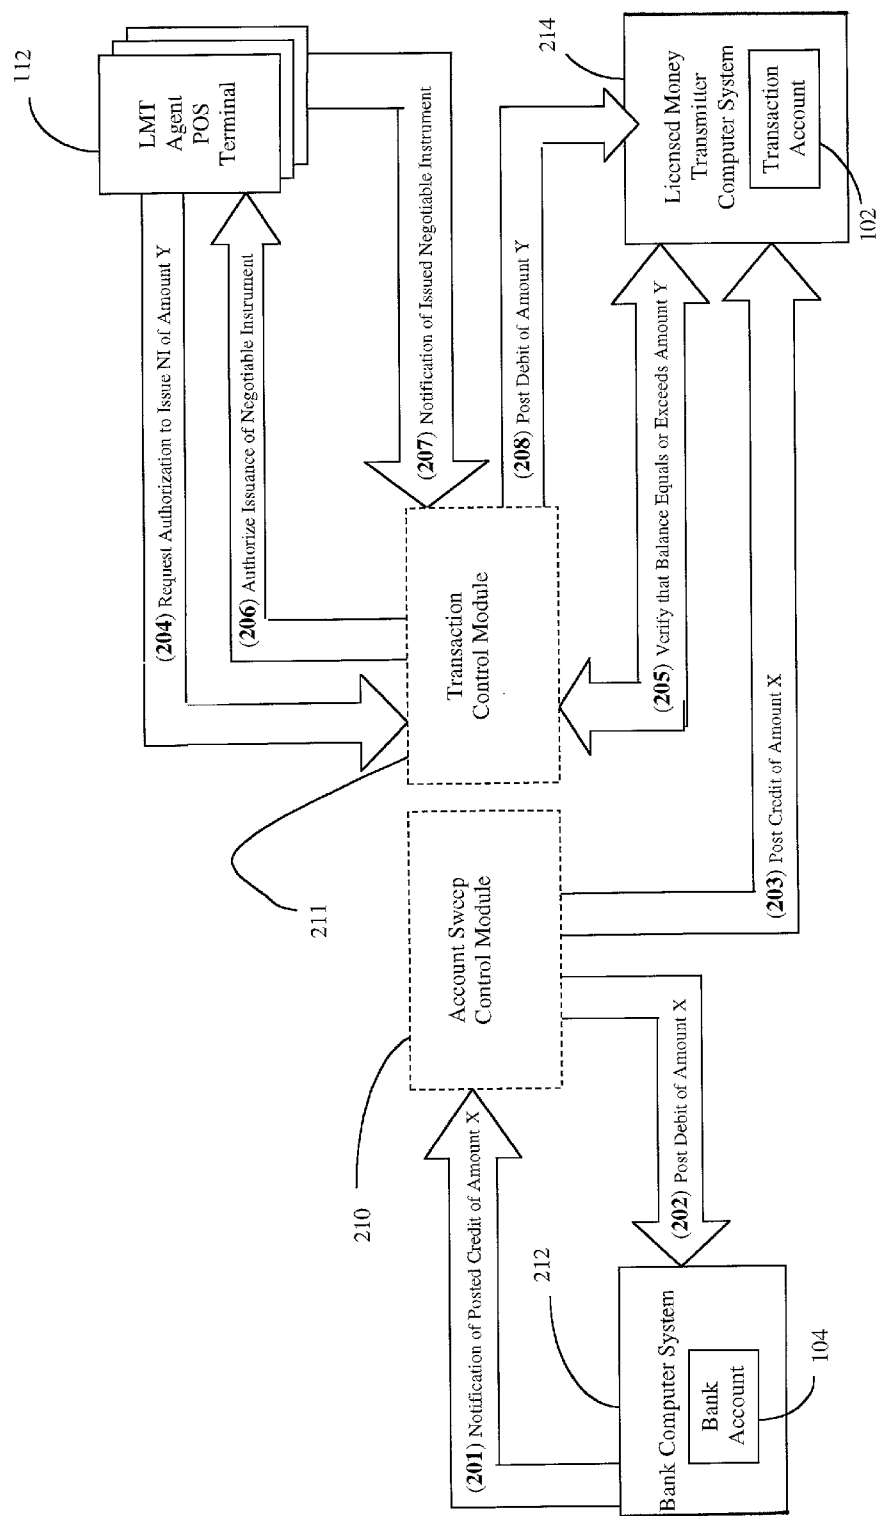 112
LMT
Agent
POS
Terminal
(204) Request Authorization to Issue NI of Amount Y
(206) Authorize Issuance of Negotiable Instrument
(207) Notification of Issued Negotiable Instrument
(208) Post Debit of Amount Y
214
Licensed Money
Transmitter
Computer System
Transaction
Account
102
(205) Verify that Balance Equals or Exceeds Amount Y
(203) Post Credit of Amount X
Transaction
Control Module
211
Account Sweep
Control Module
210
(201) Notification of Posted Credit of Amount X
(202) Post Debit of Amount X
212
Bank Computer System
Bank
Account
104